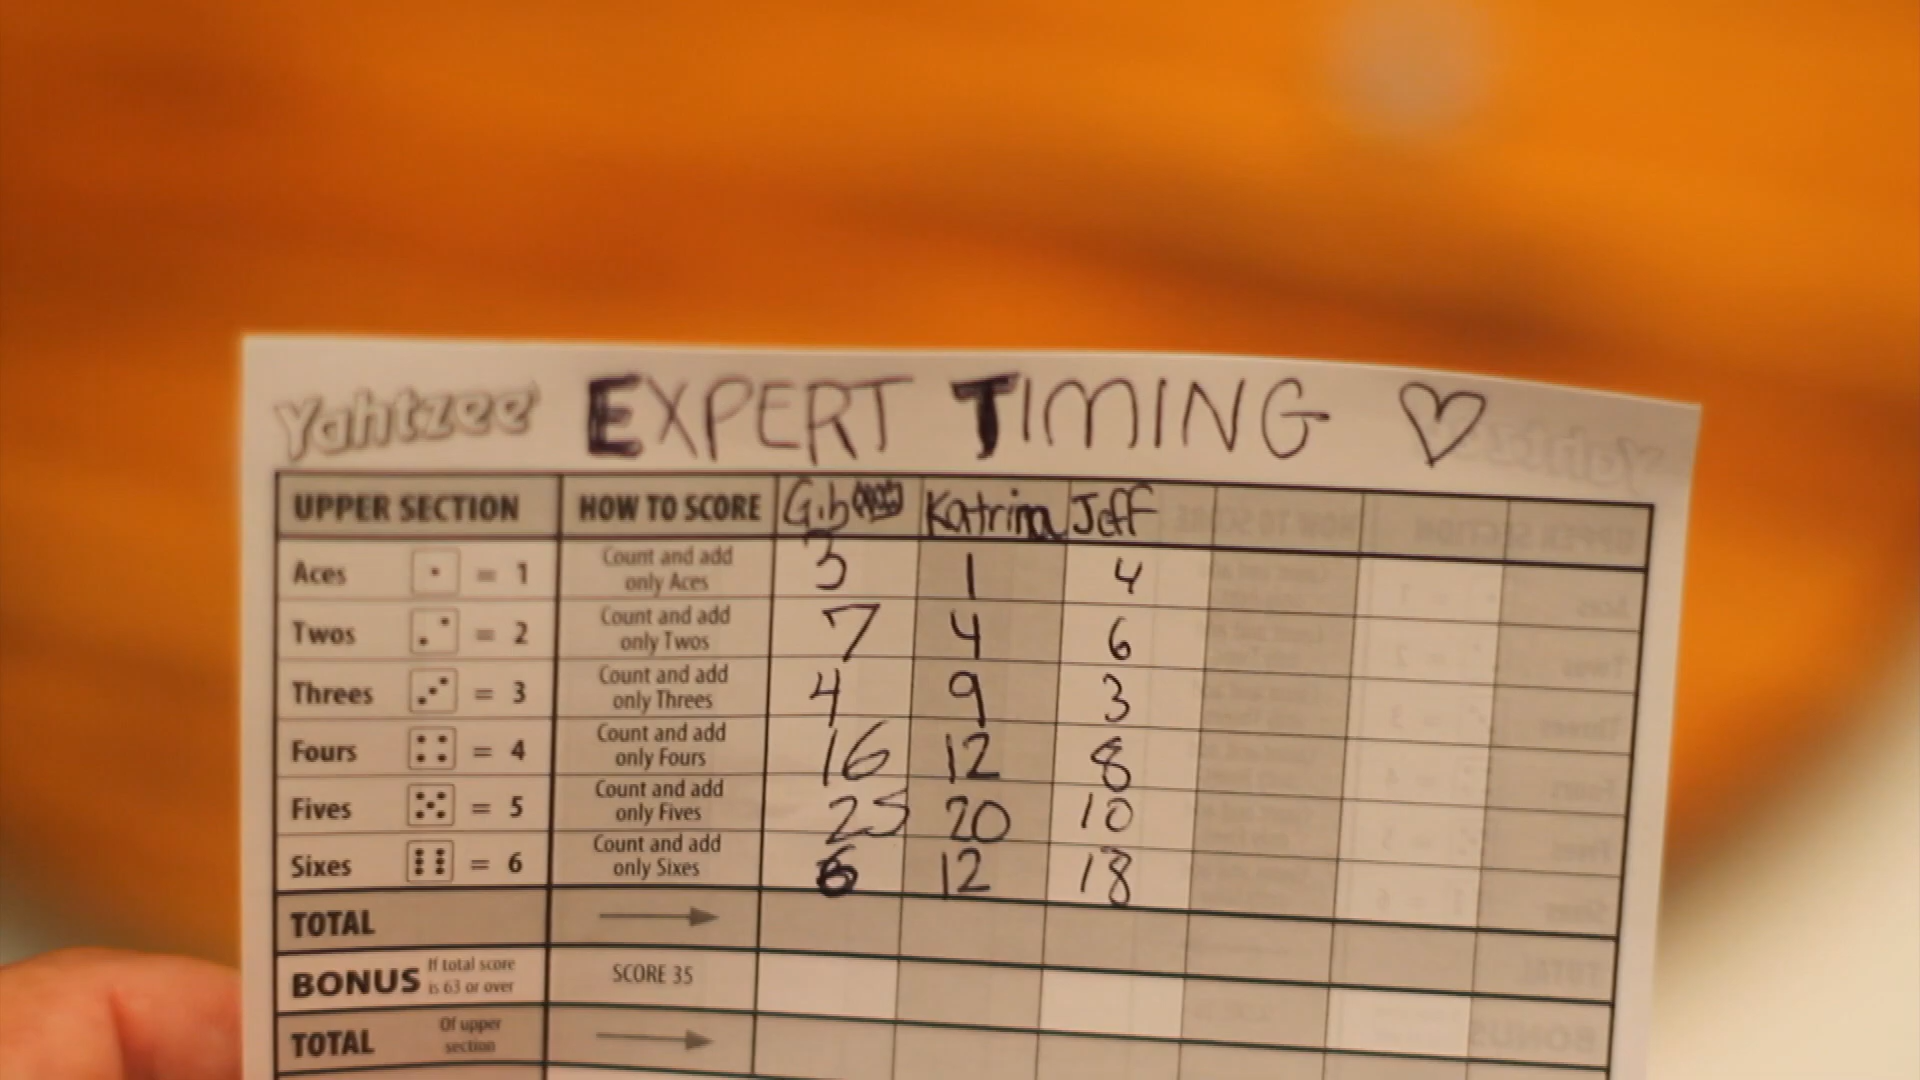 Yahtzee EXPERT TIMING ♡
UPPER SECTION HOW TO SCORE Gib Katrina Jeff
Aces = 1 Count and add only Aces 3 1 4
Twos = 2 Count and add only Twos 7 4 6
Threes = 3 Count and add only Threes 4 9 3
Fours = 4 Count and add only Fours 16 12 8
Fives = 5 Count and add only Fives 25 20 10
Sixes = 6 Count and add only Sixes 6 12 18
TOTAL
BONUS If total score is 63 or over SCORE 35
TOTAL Of upper section